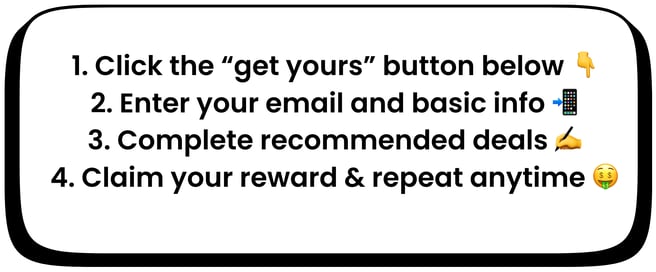 1. Click the “get yours” button below 👇
2. Enter your email and basic info 📲
3. Complete recommended deals ✍️
4. Claim your reward & repeat anytime 🤑